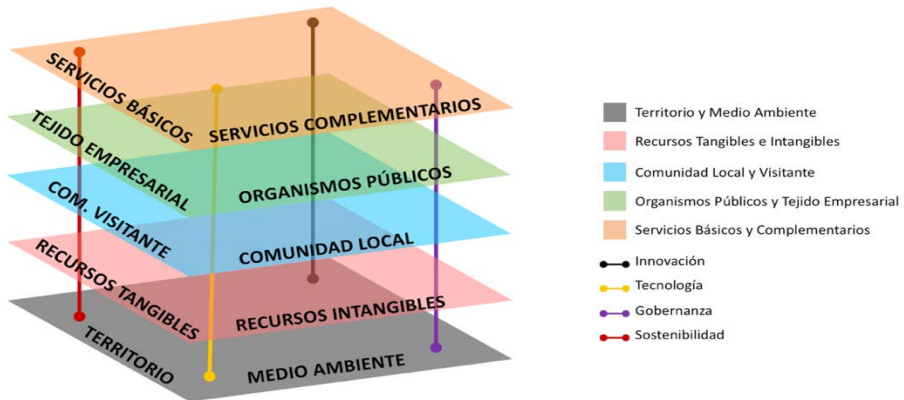 SERVICIOS BÁSICOS
SERVICIOS COMPLEMENTARIOS
TEJIDO EMPRESARIAL
ORGANISMOS PÚBLICOS
COM. VISITANTE
COMUNIDAD LOCAL
RECURSOS TANGIBLES
RECURSOS INTANGIBLES
TERRITORIO
MEDIO AMBIENTE
Territorio y Medio Ambiente
Recursos Tangibles e Intangibles
Comunidad Local y Visitante
Organismos Públicos y Tejido Empresarial
Servicios Básicos y Complementarios
Innovación
Tecnología
Gobernanza
Sostenibilidad